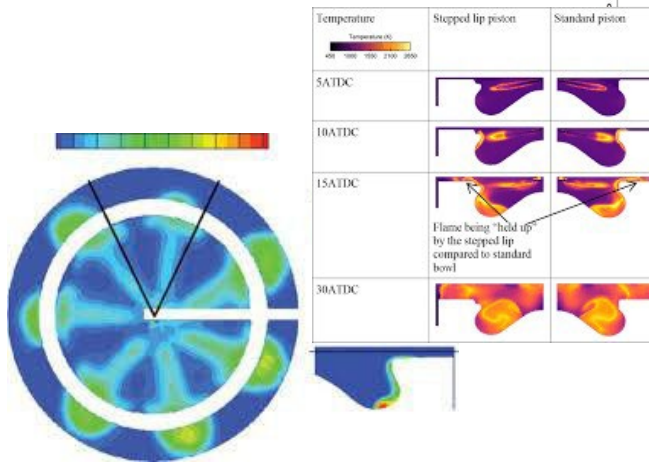 Temperature
Stepped lip piston
Standard piston
Temperature (K)
450 1000 1550 2100 2650
5ATDC
10ATDC
15ATDC
Flame being "held up"
by the stepped lip
compared to standard
bowl
30ATDC